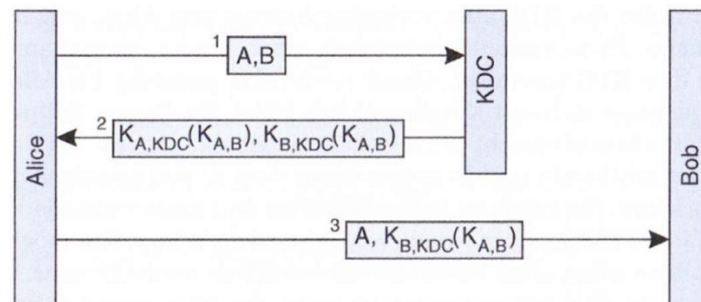 Alice
1
A,B
KDC
2
K_A,KDC(K_A,B), K_B,KDC(K_A,B)
3
A, K_B,KDC(K_A,B)
Bob